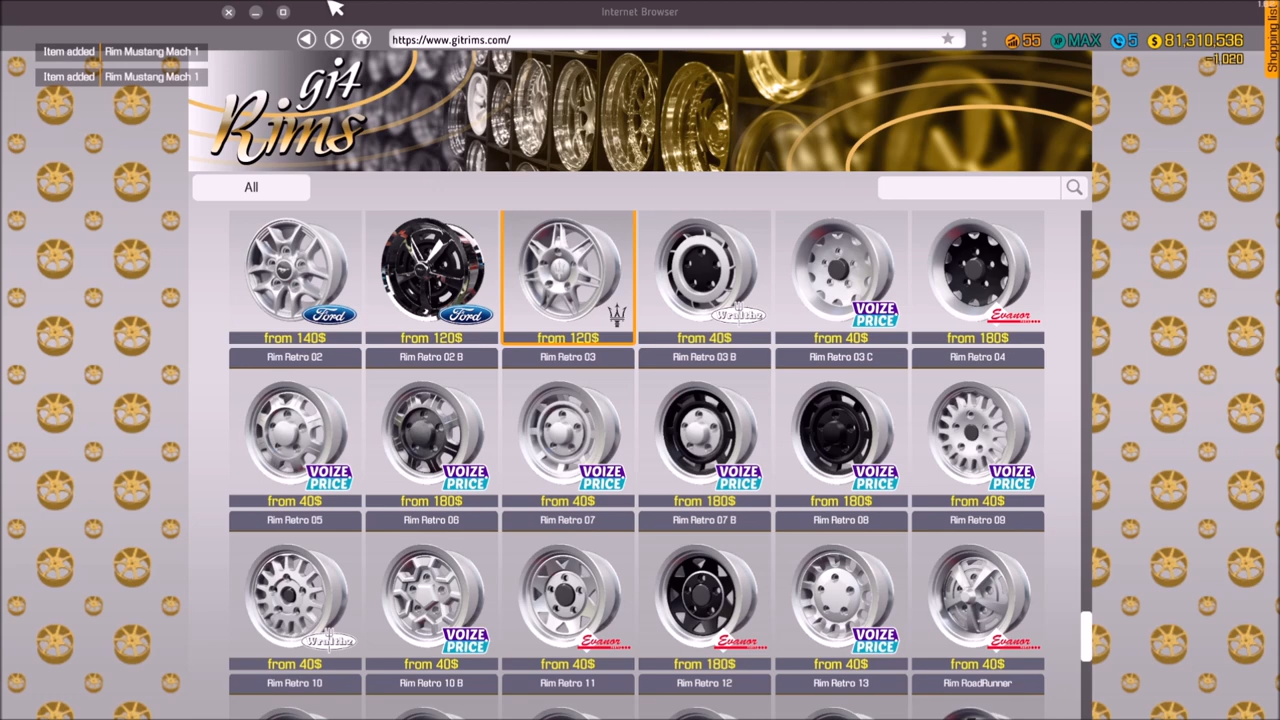 Internet Browser
1.6.
Shopping list
https://www.gitrims.com/
55 XP MAX 5 $ 81,310,536
-1,020
Item added Rim Mustang Mach 1
Item added Rim Mustang Mach 1
git
Rims
All
Ford Ford Wraithe VOIZE PRICE Evanor
from 140$ from 120$ from 120$ from 40$ from 40$ from 180$
Rim Retro 02 Rim Retro 02 B Rim Retro 03 Rim Retro 03 B Rim Retro 03 C Rim Retro 04
VOIZE PRICE VOIZE PRICE VOIZE PRICE VOIZE PRICE VOIZE PRICE VOIZE PRICE
from 40$ from 180$ from 40$ from 180$ from 180$ from 40$
Rim Retro 05 Rim Retro 06 Rim Retro 07 Rim Retro 07 B Rim Retro 08 Rim Retro 09
Wraithe VOIZE PRICE Evanor Evanor VOIZE PRICE Evanor
from 40$ from 40$ from 40$ from 180$ from 40$ from 40$
Rim Retro 10 Rim Retro 10 B Rim Retro 11 Rim Retro 12 Rim Retro 13 Rim RoadRunner